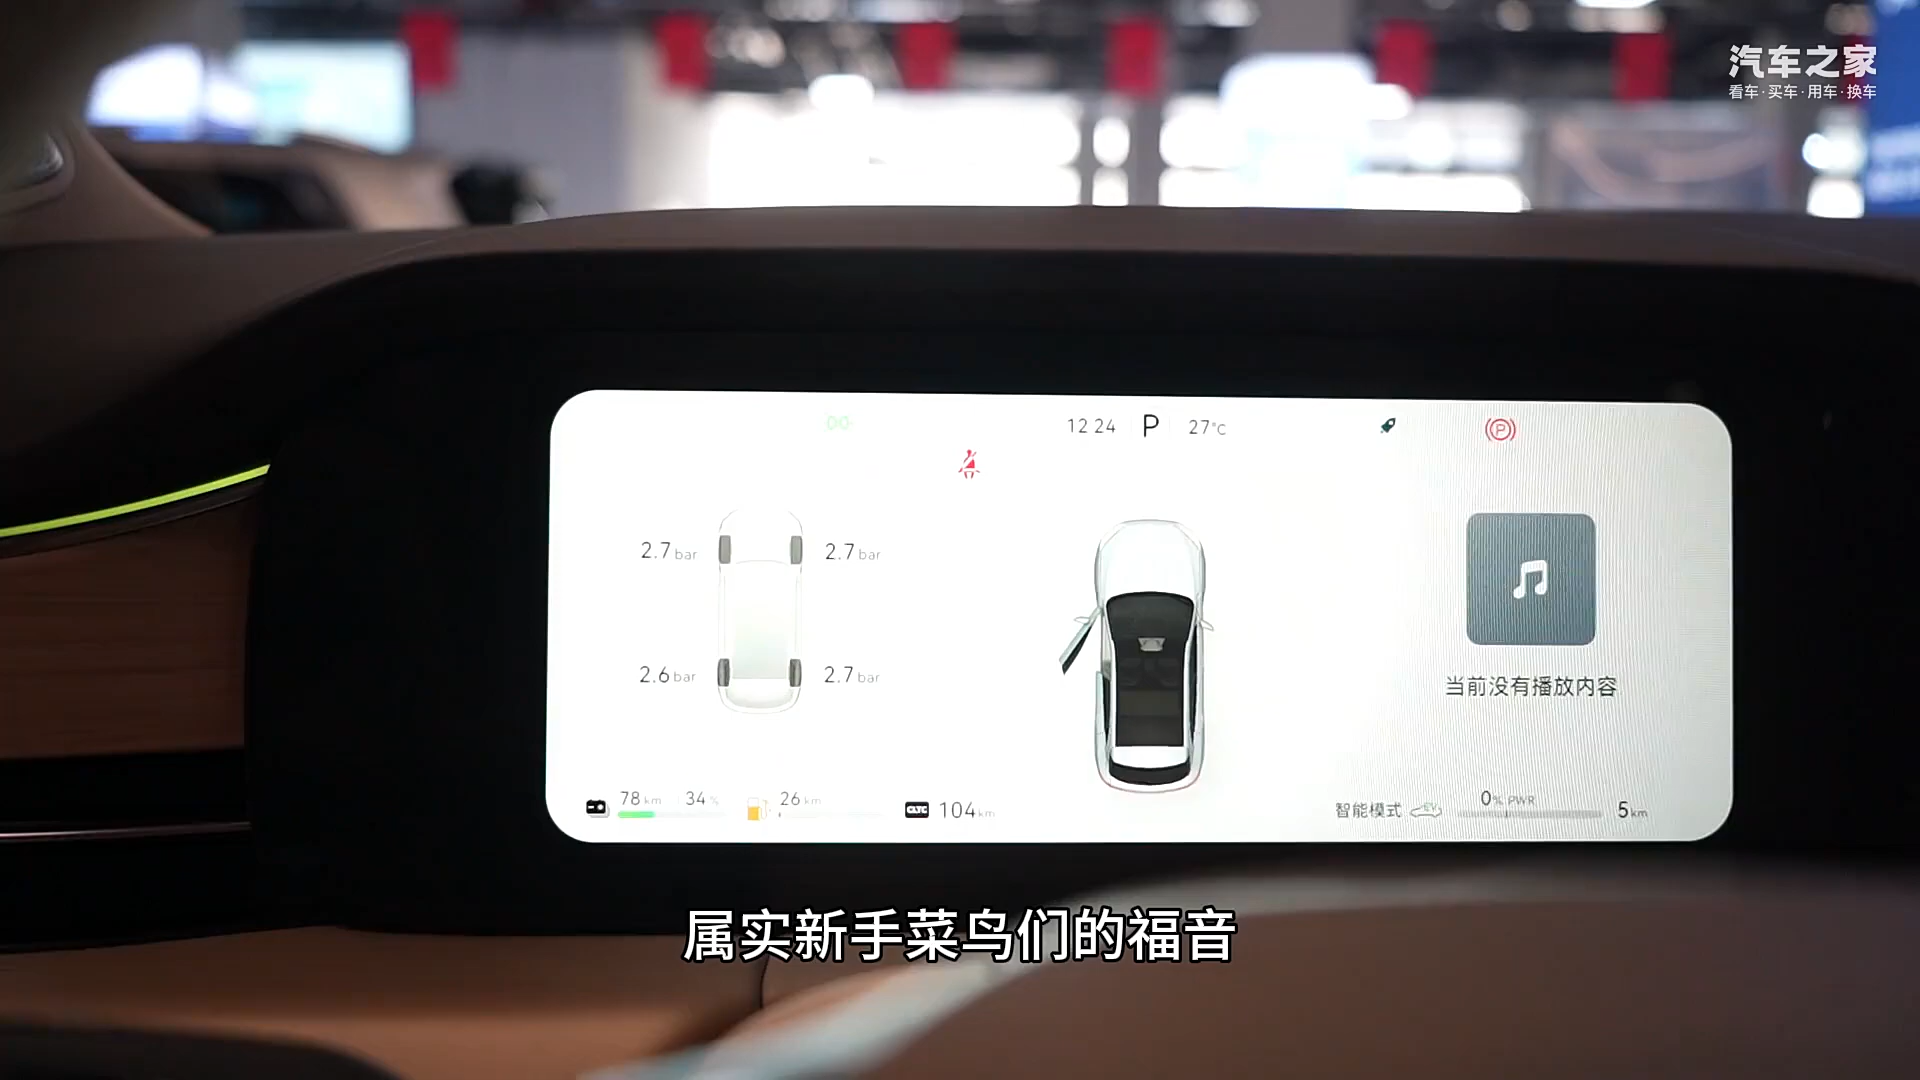 汽车之家
看车·买车·用车·换车
12 24 P 27°C
2.7 bar 2.7 bar
2.6 bar 2.7 bar
当前没有播放内容
78 km 34 % 26 km CLTC 104 km
智能模式 EV 0% PWR 5 km
属实新手菜鸟们的福音